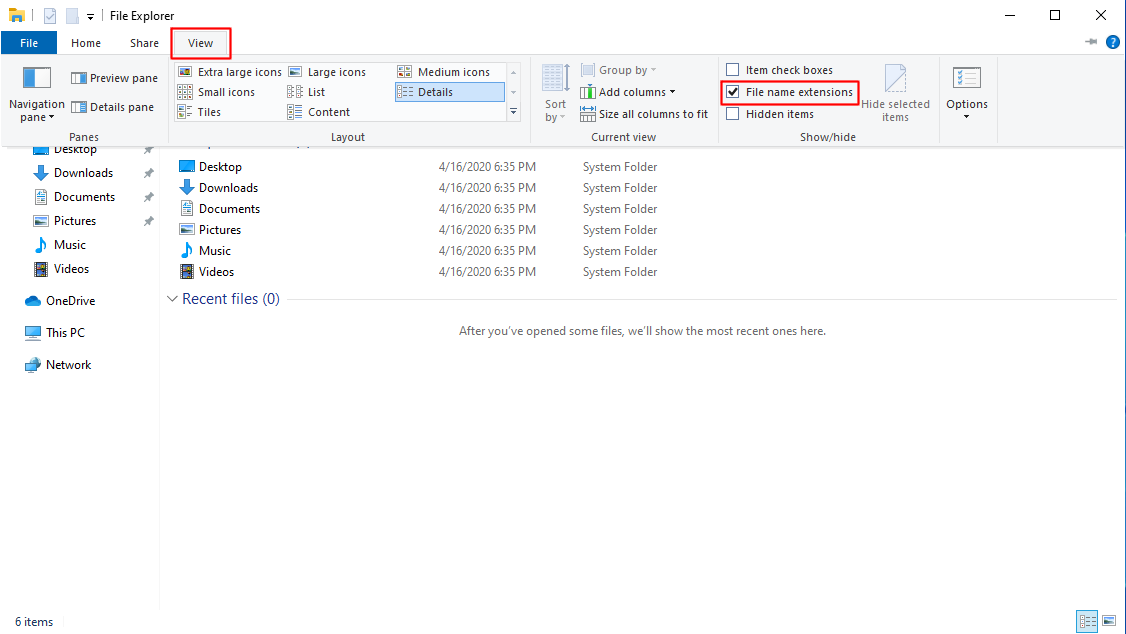 File Explorer
File Home Share View
Navigation pane
Preview pane
Details pane
Panes
Extra large icons Large icons Medium icons
Small icons List Details
Tiles Content
Layout
Sort by
Group by
Add columns
Size all columns to fit
Current view
Item check boxes
File name extensions
Hidden items
Hide selected items
Show/hide
Options
Desktop
Downloads
Documents
Pictures
Music
Videos
OneDrive
This PC
Network
Desktop 4/16/2020 6:35 PM System Folder
Downloads 4/16/2020 6:35 PM System Folder
Documents 4/16/2020 6:35 PM System Folder
Pictures 4/16/2020 6:35 PM System Folder
Music 4/16/2020 6:35 PM System Folder
Videos 4/16/2020 6:35 PM System Folder
Recent files (0)
After you've opened some files, we'll show the most recent ones here.
6 items